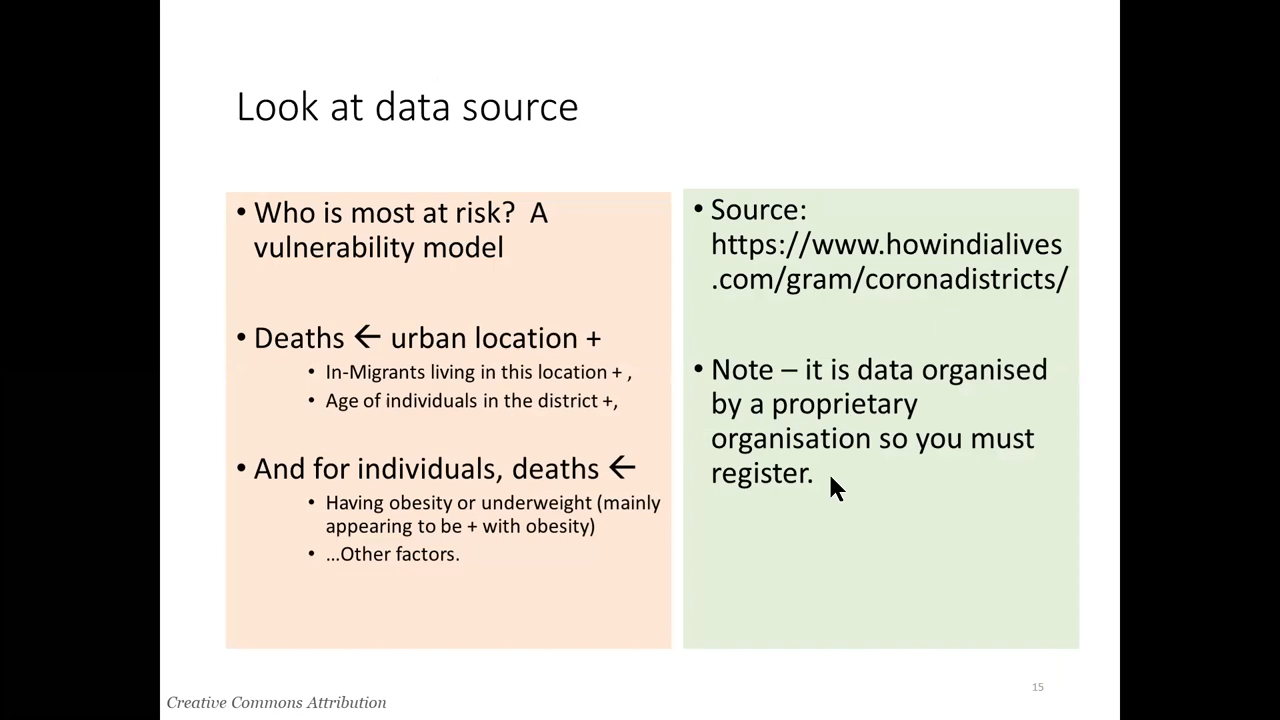 Look at data source
• Who is most at risk?  A
vulnerability model
• Deaths ← urban location +
• In-Migrants living in this location + ,
• Age of individuals in the district +,
• And for individuals, deaths ←
• Having obesity or underweight (mainly
appearing to be + with obesity)
• ...Other factors.
• Source:
https://www.howindialives
.com/gram/coronadistricts/
• Note – it is data organised
by a proprietary
organisation so you must
register.
15
Creative Commons Attribution